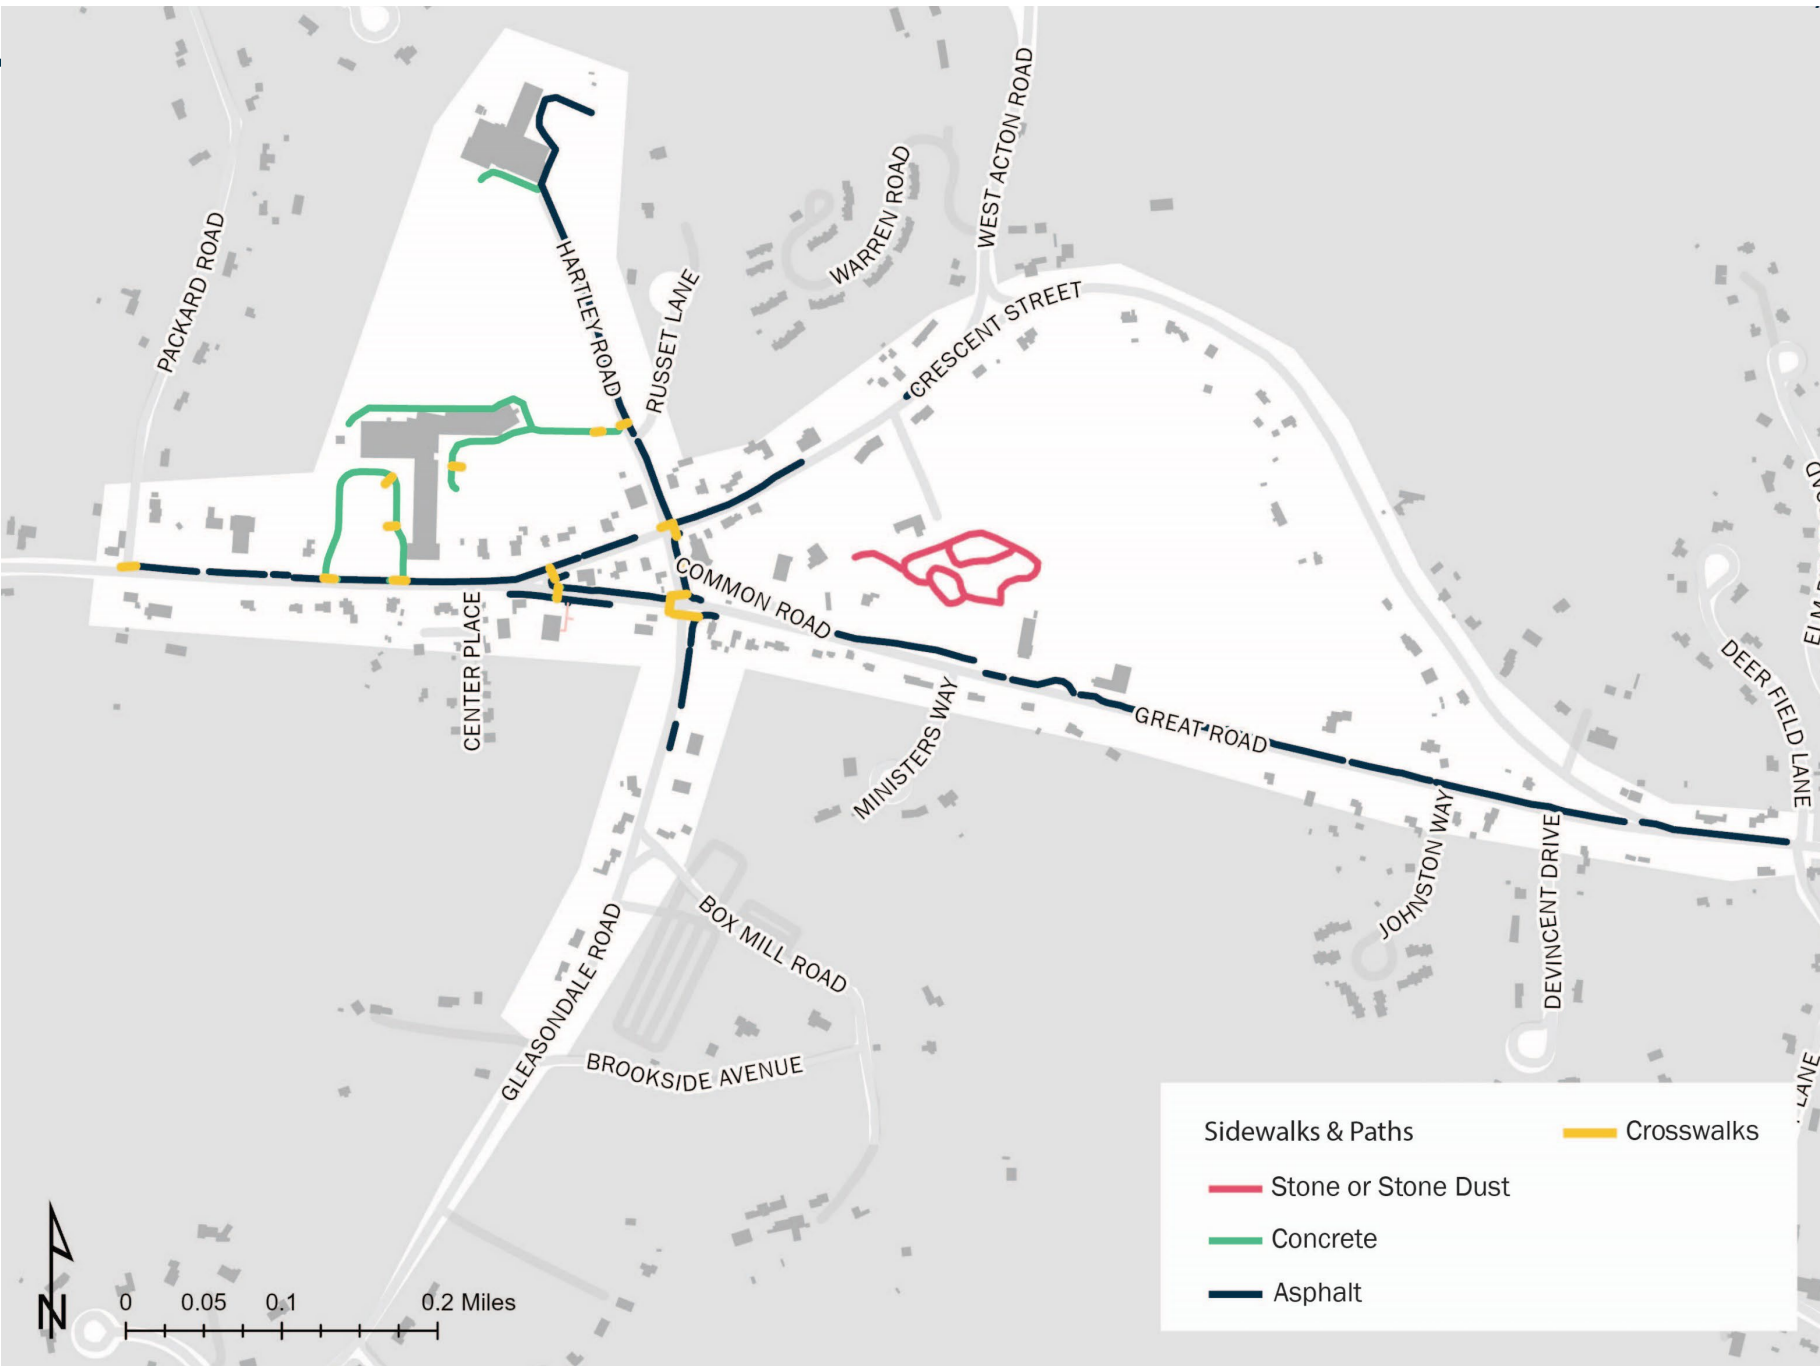 WEST ACTON ROAD
WARREN ROAD
PACKARD ROAD
HARTLEY ROAD
RUSSET LANE
CRESCENT STREET
COMMON ROAD
CENTER PLACE
MINISTERS WAY
GREAT ROAD
DEER FIELD LANE
JOHNSTON WAY
DEVINCENT DRIVE
BOX MILL ROAD
GLEASONDALE ROAD
BROOKSIDE AVENUE
LANE
Sidewalks & Paths
Crosswalks
Stone or Stone Dust
Concrete
Asphalt
N
0 0.05 0.1 0.2 Miles